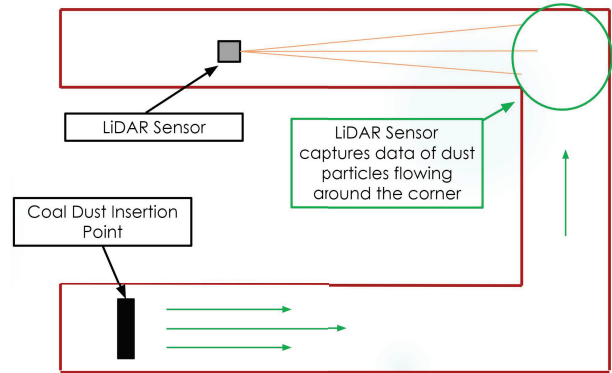 LiDAR Sensor
LiDAR Sensor
captures data of dust
particles flowing
around the corner
Coal Dust Insertion
Point